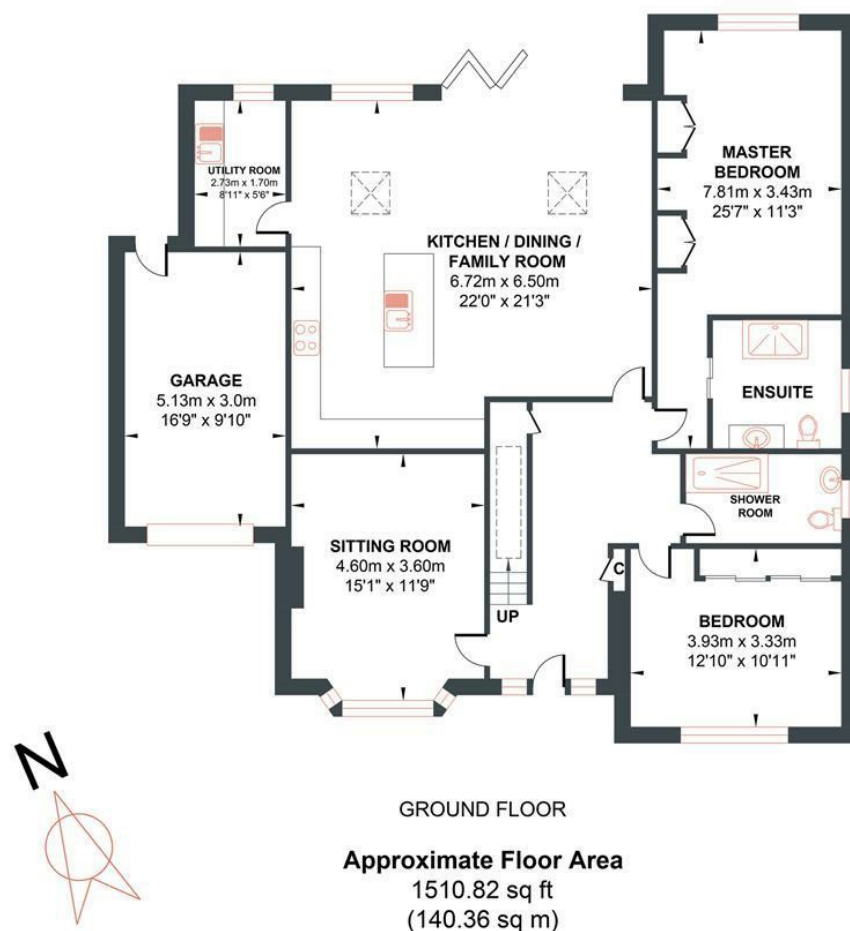 UTILITY ROOM
2.73m x 1.70m
8'11" x 5'6"
MASTER
BEDROOM
7.81m x 3.43m
25'7" x 11'3"
KITCHEN / DINING /
FAMILY ROOM
6.72m x 6.50m
22'0" x 21'3"
GARAGE
5.13m x 3.0m
16'9" x 9'10"
ENSUITE
SHOWER
ROOM
SITTING ROOM
4.60m x 3.60m
15'1" x 11'9"
UP
C
BEDROOM
3.93m x 3.33m
12'10" x 10'11"
N
GROUND FLOOR
Approximate Floor Area
1510.82 sq ft
(140.36 sq m)